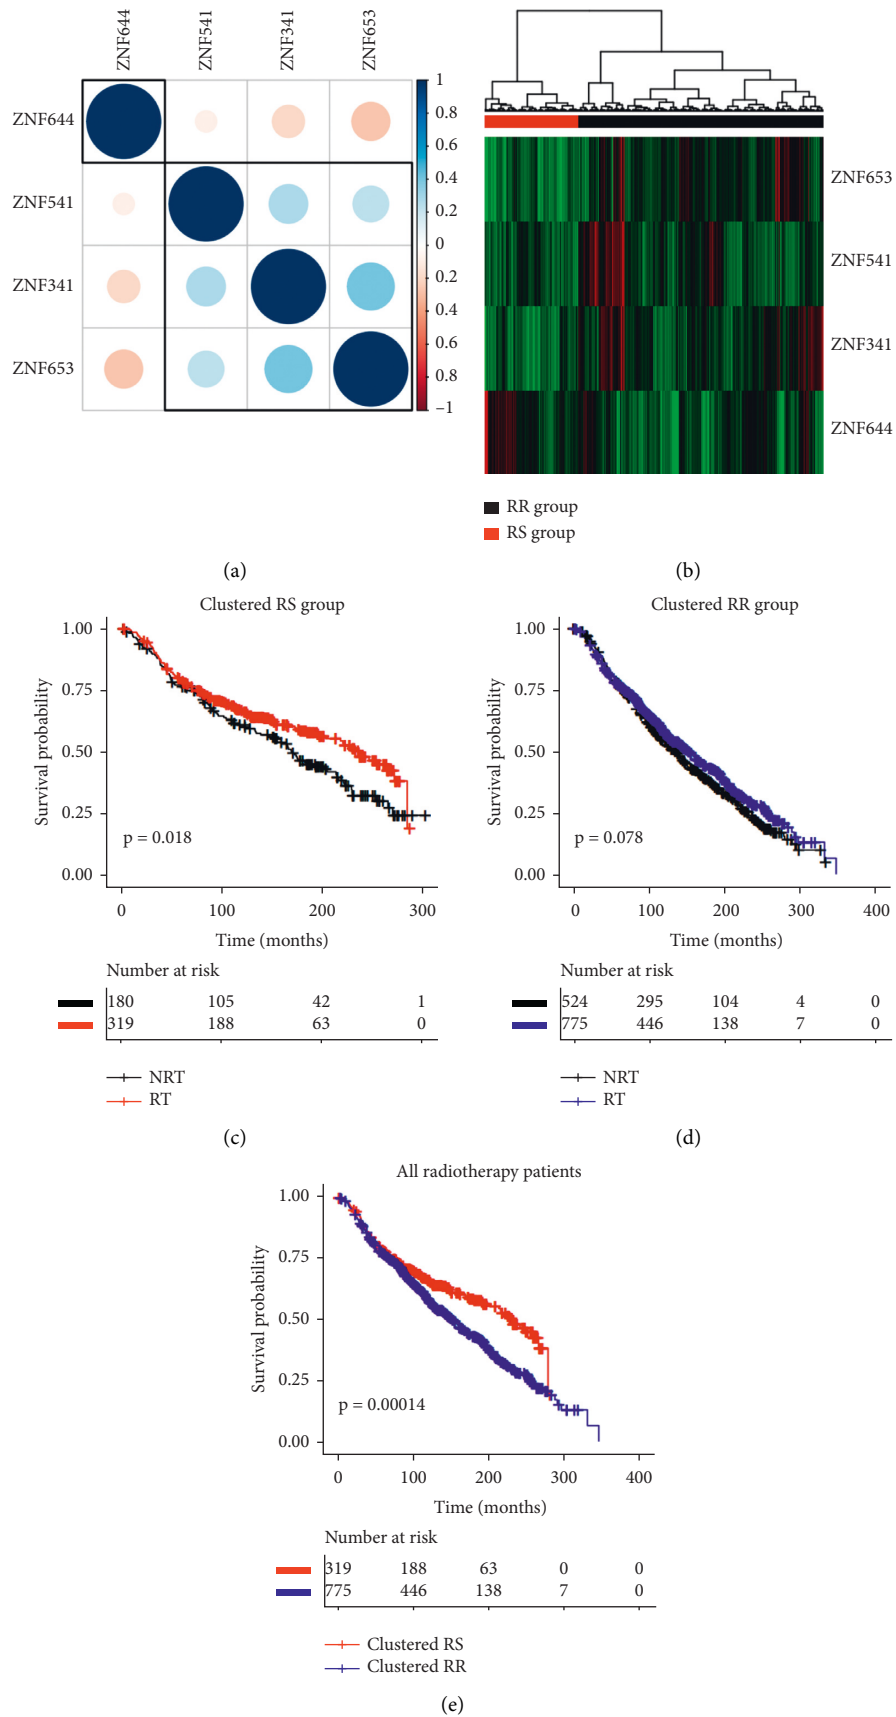 ZNF644
ZNF541
ZNF341
ZNF653
ZNF644
ZNF541
ZNF341
ZNF653
1
0.8
0.6
0.4
0.2
0
0.2
0.4
0.6
0.8
−1
(a)
ZNF653
ZNF541
ZNF341
ZNF644
RR group
RS group
(b)
Clustered RS group
Survival probability
1.00
0.75
0.50
0.25
0.00
p = 0.018
0 100 200 300
Time (months)
Number at risk
180 105 42 1
319 188 63 0
NRT
RT
(c)
Clustered RR group
Survival probability
1.00
0.75
0.50
0.25
0.00
p = 0.078
0 100 200 300 400
Time (months)
Number at risk
524 295 104 4 0
775 446 138 7 0
NRT
RT
(d)
All radiotherapy patients
Survival probability
1.00
0.75
0.50
0.25
0.00
p = 0.00014
0 100 200 300 400
Time (months)
Number at risk
319 188 63 0 0
775 446 138 7 0
Clustered RS
Clustered RR
(e)